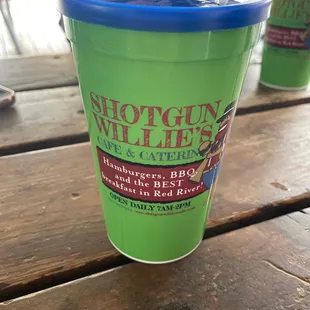 SHOTGUN
WILLIE'S
CAFE & CATERING
Hamburgers, BBQ
and the BEST
breakfast in Red River!
OPEN DAILY 7AM-2PM